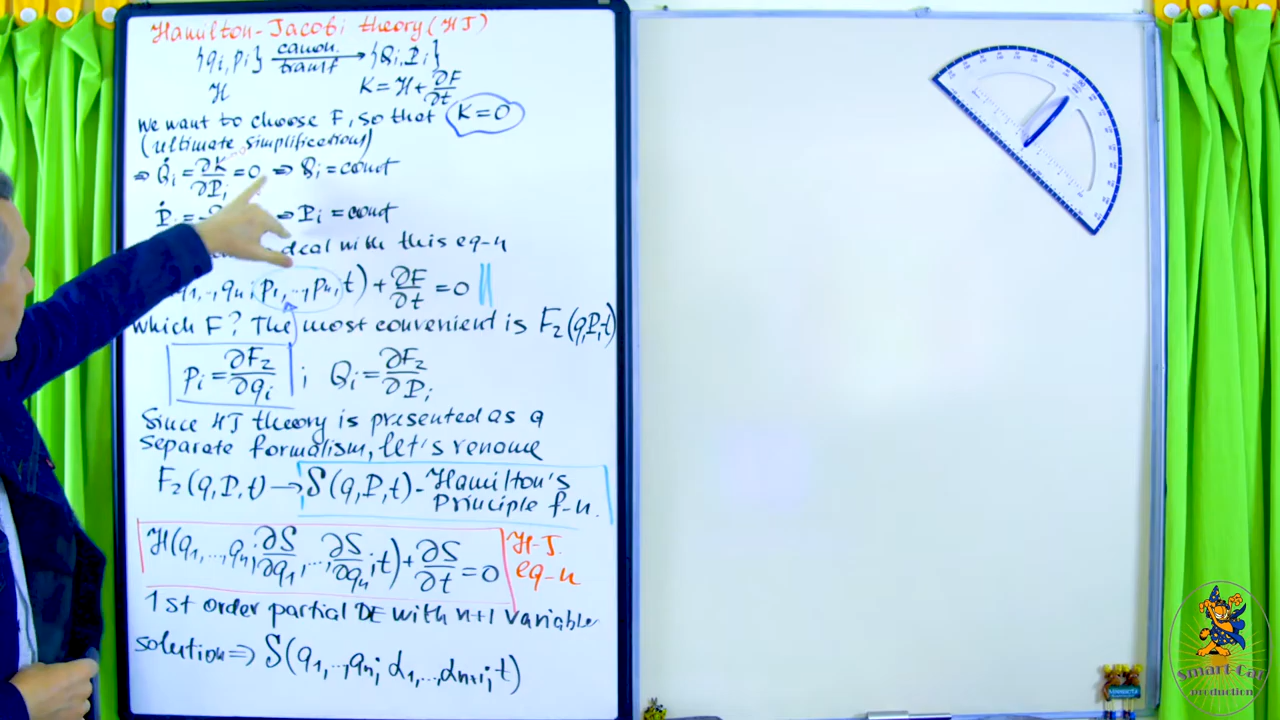 Hamilton-Jacobi theory (HJ)
{qᵢ, pᵢ} canon. transf → {Qᵢ, Pᵢ}
H K = H + ∂F/∂t
We want to choose F, so that K = 0
(ultimate simplifications)
⇒ Q̇ᵢ = ∂K/∂Pᵢ = 0 ⇒ Qᵢ = const
Ṗᵢ = - ⇒ Pᵢ = const
deal with this eq-n
q₁, .., qₙ; p₁, .., pₙ, t) + ∂F/∂t = 0
which F? The most convenient is F₂(q,P,t)
pᵢ = ∂F₂/∂qᵢ ; Qᵢ = ∂F₂/∂Pᵢ
Since HJ theory is presented as a
separate formalism, let's rename
F₂(q,P,t) → S(q,P,t) - Hamilton's
Principle f-n.
H(q₁, .., qₙ; ∂S/∂q₁, .., ∂S/∂qₙ; t) + ∂S/∂t = 0 H-J.
eq-n
1st order partial DE with n+1 variable
solution ⇒ S(q₁, .., qₙ; α₁, .., αₙ₊₁; t)
Smart Cat
production